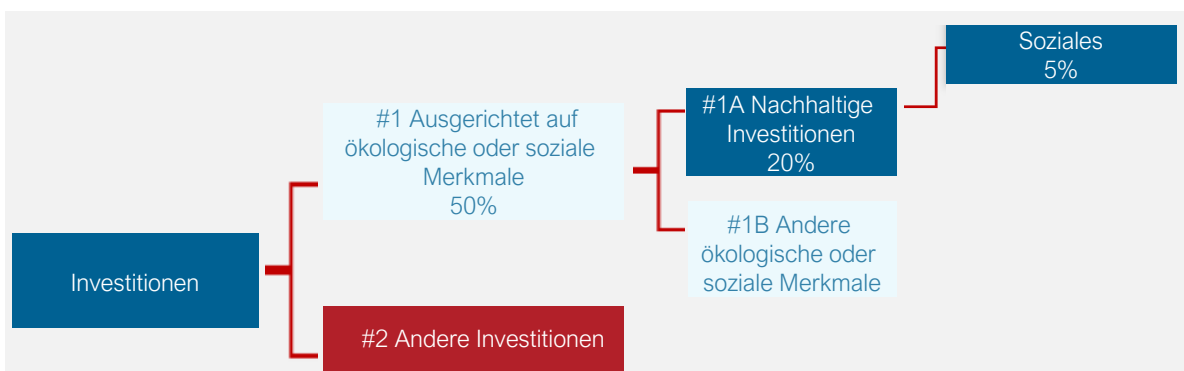 Soziales
5%
#1A Nachhaltige
Investitionen
20%
#1 Ausgerichtet auf
ökologische oder soziale
Merkmale
50%
#1B Andere
ökologische oder
soziale Merkmale
Investitionen
#2 Andere Investitionen